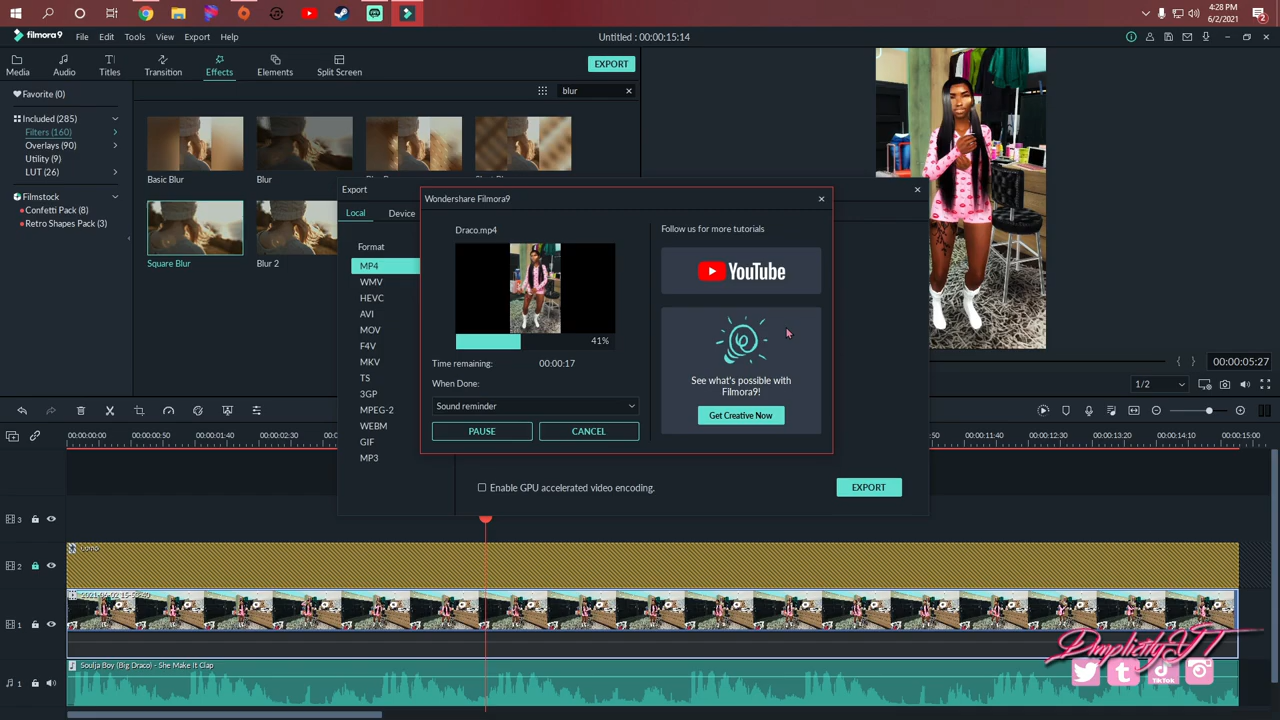 4:28 PM
6/2/2021
2
filmora9
File
Edit
Tools
View
Export
Help
Untitled : 00:00:15:14
Media
Audio
Titles
Transition
Effects
Elements
Split Screen
EXPORT
Favorite (0)
blur
Included (285)
Filters (160)
Overlays (90)
Utility (9)
LUT (26)
Filmstock
Confetti Pack (8)
Retro Shapes Pack (3)
Basic Blur
Blur
Square Blur
Blur 2
Export
Local
Device
Format
MP4
WMV
HEVC
AVI
MOV
F4V
MKV
TS
3GP
MPEG-2
WEBM
GIF
MP3
Wondershare Filmora9
Draco.mp4
41%
Time remaining:
00:00:17
When Done:
Sound reminder
PAUSE
CANCEL
Follow us for more tutorials
YouTube
See what's possible with
Filmora9!
Get Creative Now
Enable GPU accelerated video encoding.
EXPORT
00:00:05:27
1/2
00:00:00:00
00:00:00:50
00:00:01:40
00:00:02:30
:50
00:00:11:40
00:00:12:30
00:00:13:20
00:00:14:10
00:00:15:00
3
2
1
1
Soulja Boy (Big Draco) - She Make It Clap
DimplicityYT
TikTok